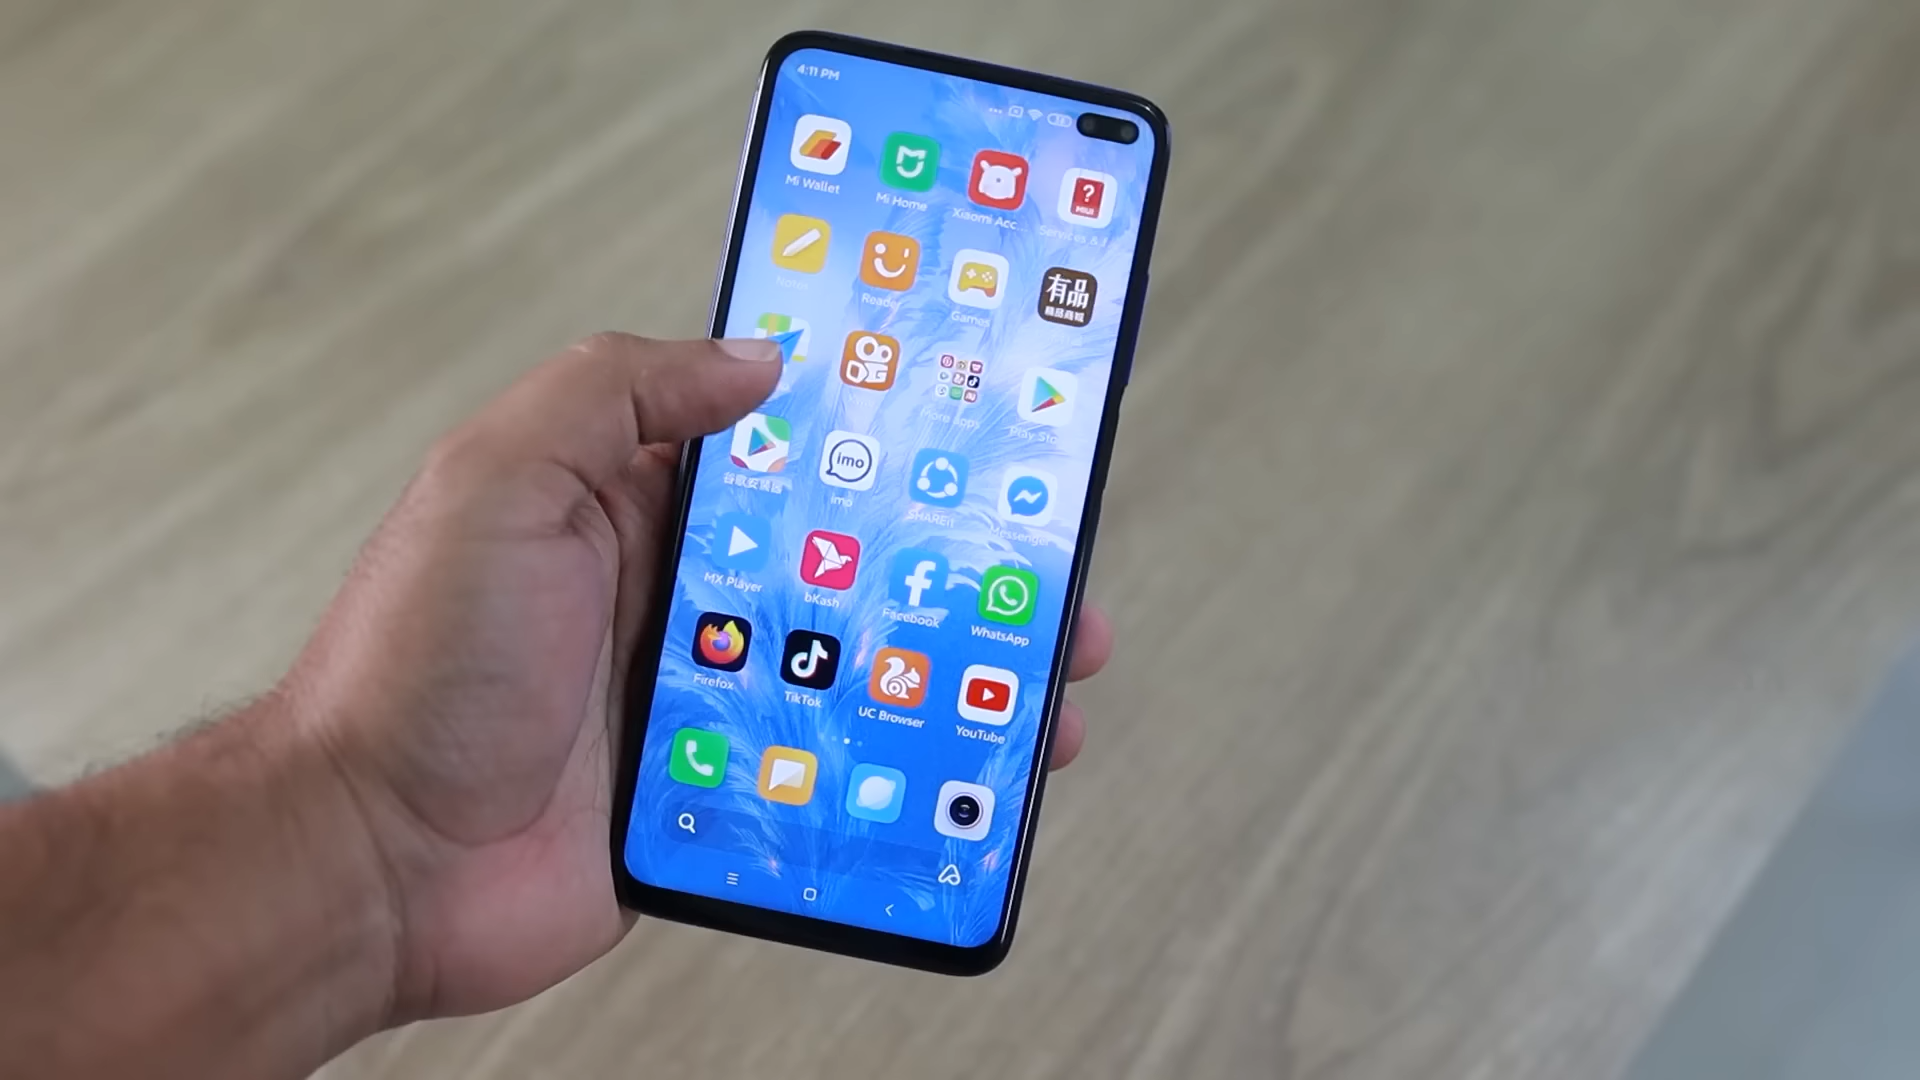 4:11 PM
Mi Wallet
Mi Home
Xiaomi Acc...
?
MIUI
Services & f
Notes
Reader
Games
有品
精品商城
More apps
Play Sto
谷歌安装器
imo
imo
SHAREit
Messenger
MX Player
bKash
Facebook
WhatsApp
Firefox
TikTok
UC Browser
YouTube